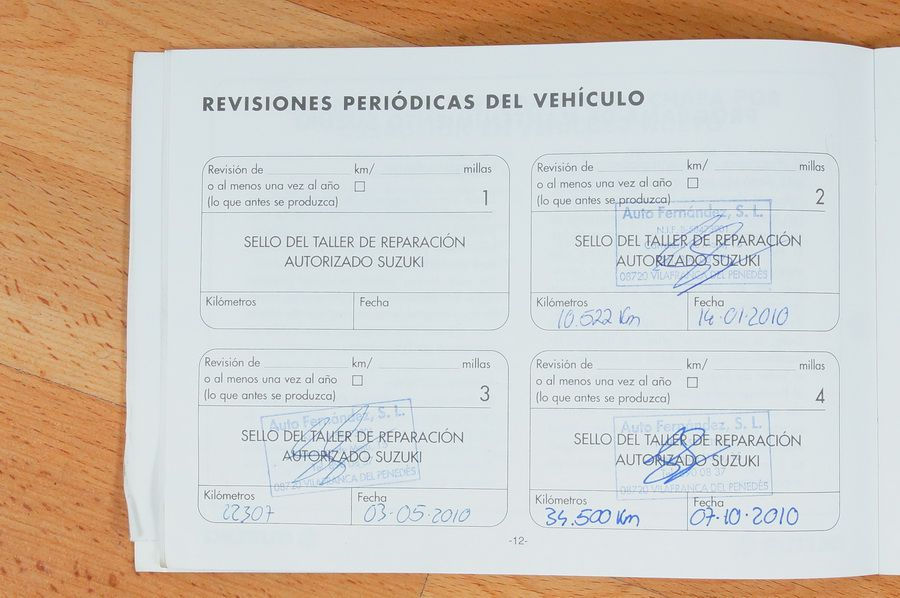 REVISIONES PERIÓDICAS DEL VEHÍCULO
Revisión de km/ millas
o al menos una vez al año
(lo que antes se produzca) 1
SELLO DEL TALLER DE REPARACIÓN
AUTORIZADO SUZUKI
Kilómetros Fecha
Revisión de km/ millas
o al menos una vez al año
(lo que antes se produzca) 2
Auto Fernández, S. L.
SELLO DEL TALLER DE REPARACIÓN
AUTORIZADO SUZUKI
08720 VILAFRANCA DEL PENEDÈS
Kilómetros Fecha
10.522 Km 14-01-2010
Revisión de km/ millas
o al menos una vez al año
(lo que antes se produzca) 3
Auto Fernández, S. L.
SELLO DEL TALLER DE REPARACIÓN
AUTORIZADO SUZUKI
08720 VILAFRANCA DEL PENEDÈS
Kilómetros Fecha
22307 03-05-2010
Revisión de km/ millas
o al menos una vez al año
(lo que antes se produzca) 4
Auto Fernández, S. L.
SELLO DEL TALLER DE REPARACIÓN
AUTORIZADO SUZUKI
08720 VILAFRANCA DEL PENEDÈS
Kilómetros Fecha
34.500 Km 07-10-2010
-12-